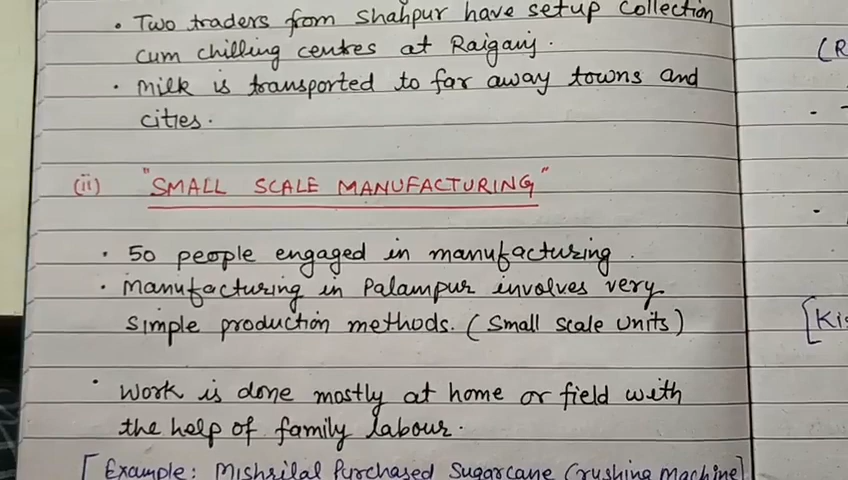 • Two traders from Shahpur have setup collection
cum chilling centres at Raiganj.
• Milk is transported to far away towns and
cities.
(ii) "SMALL SCALE MANUFACTURING"
• 50 people engaged in manufacturing.
• Manufacturing in Palampur involves very
simple production methods. (Small scale units)
• Work is done mostly at home or field with
the help of family labour.
[Example: Mishrilal Purchased Sugarcane Crushing Machine]
(R
[Kis